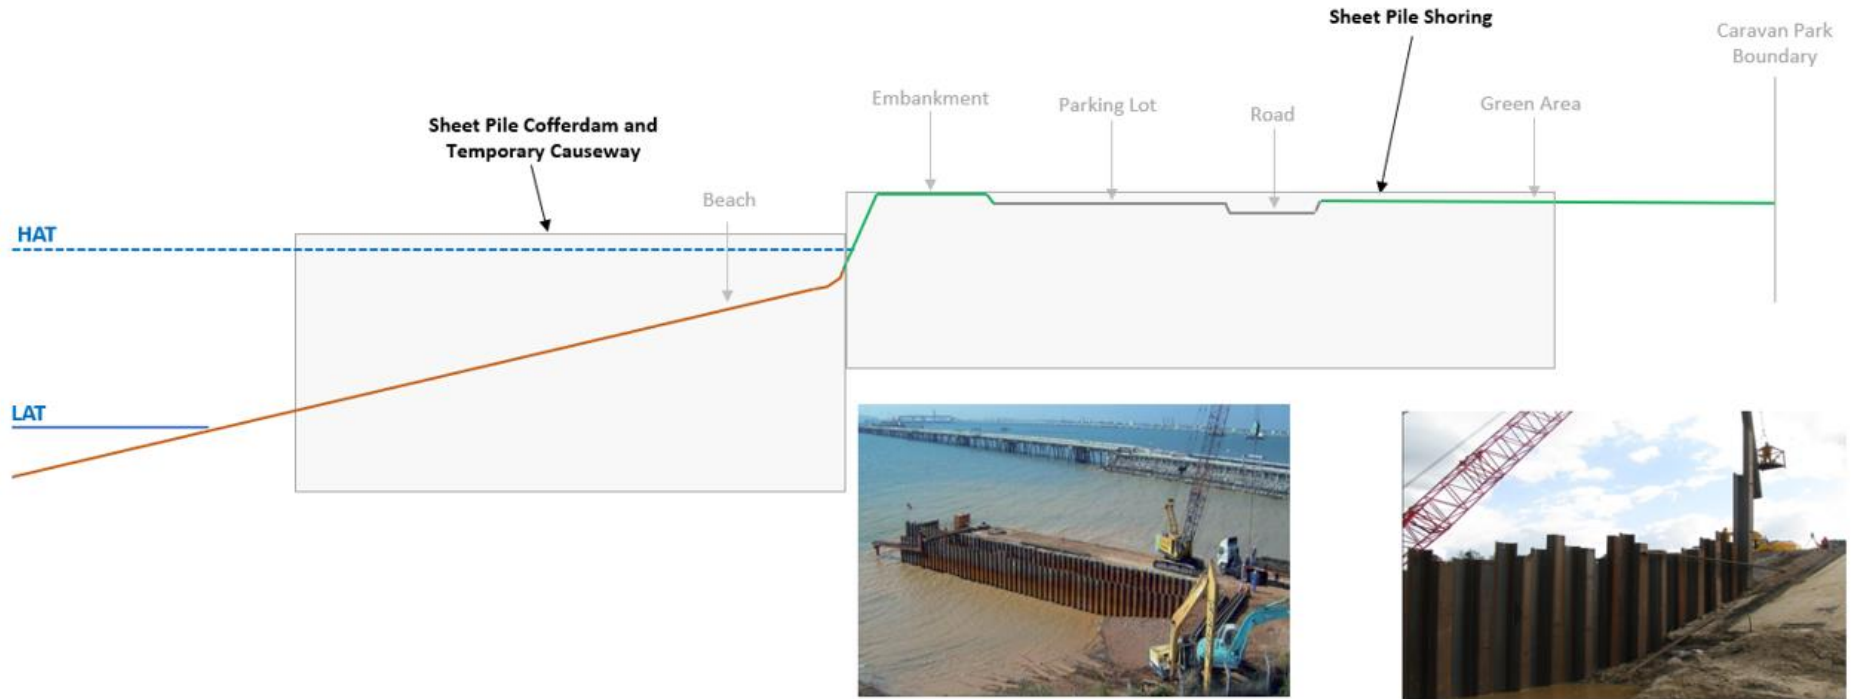 Sheet Pile Shoring
Caravan Park
Boundary
Embankment
Parking Lot
Road
Green Area
Sheet Pile Cofferdam and
Temporary Causeway
Beach
HAT
LAT